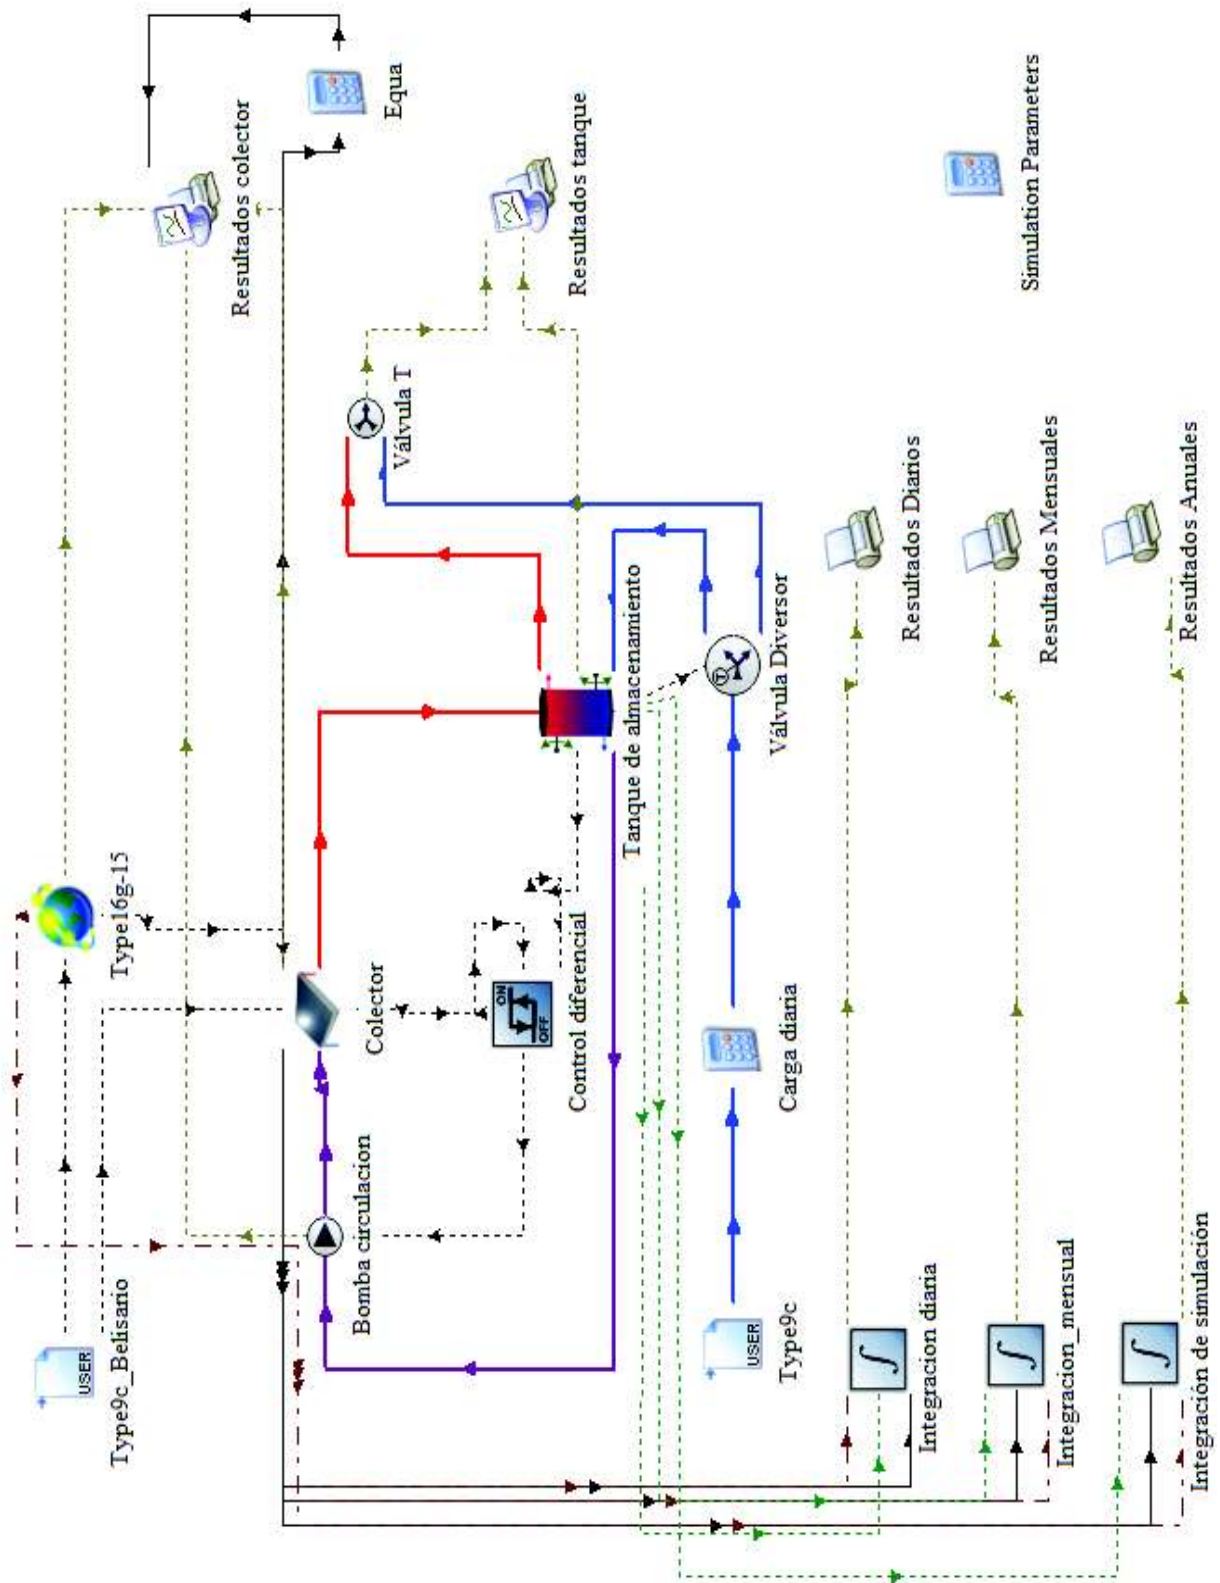 USER
Type9c_Belisario
Type16g-15
Resultados colector
Bomba circulacion
Colector
Equa
Válvula T
ON
OFF
Control diferencial
Resultados tanque
Tanque de almacenamiento
T
USER
Type9c
Carga diaria
Válvula Diversor
Integracion diaria
Resultados Diarios
Simulation Parameters
Integracion_mensual
Resultados Mensuales
Integración de simulación
Resultados Anuales